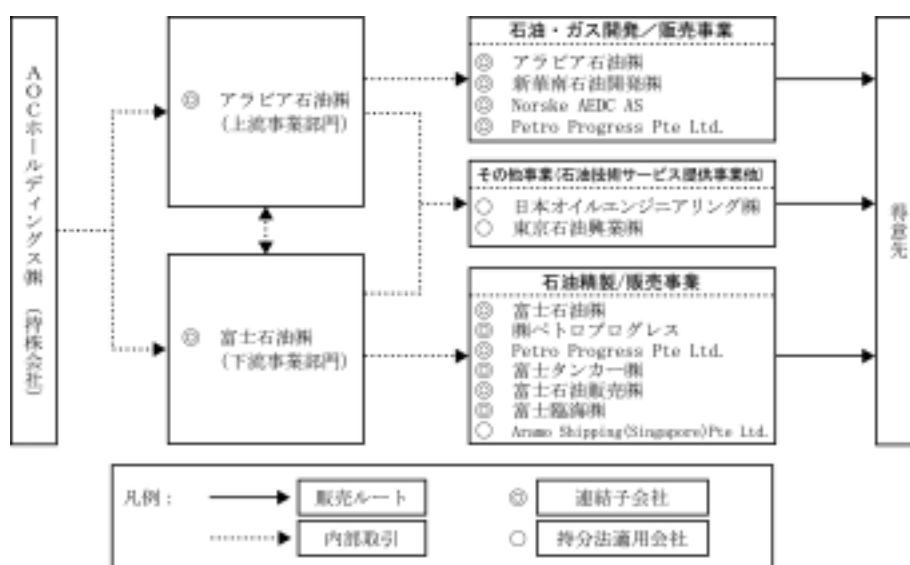 AOCホールディングス㈱ (持株会社)
◎ アラビア石油㈱
(上流事業部門)
◎ 富士石油㈱
(下流事業部門)
石油・ガス開発／販売事業
◎ アラビア石油㈱
◎ 新華南石油開発㈱
◎ Norske AEDC AS
◎ Petro Progress Pte Ltd.
その他事業(石油技術サービス提供事業他)
○ 日本オイルエンジニアリング㈱
○ 東京石油興業㈱
石油精製/販売事業
◎ 富士石油㈱
◎ ㈱ペトロプログレス
◎ Petro Progress Pte Ltd.
◎ 富士タンカー㈱
◎ 富士石油販売㈱
◎ 富士臨海㈱
○ Aramo Shipping(Singapore)Pte Ltd.
得意先
凡例：
販売ルート
◎ 連結子会社
内部取引
○ 持分法適用会社